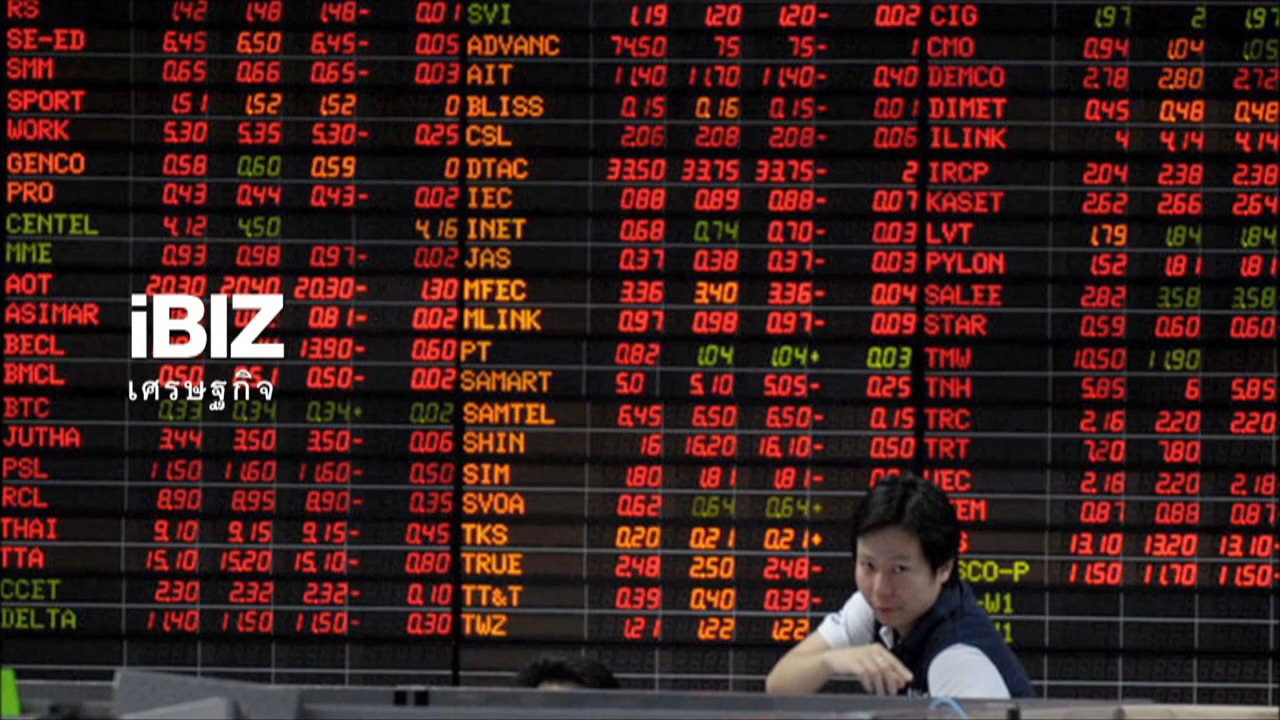 RS 1.42 1.48 1.48- 0.01 SVI 1.19 1.20 1.20- 0.02 CIG 1.97 2 1.97
SE-ED 6.45 6.50 6.45- 0.05 ADVANC 74.50 75 75- 1 CMO 0.94 1.04 1.05
SMM 0.65 0.66 0.65- 0.03 AIT 11.40 11.70 11.40- 0.40 DEMCO 2.78 2.80 2.72
SPORT 1.51 1.52 1.52 0 BLISS 0.15 0.16 0.15- 0.01 DIMET 0.45 0.48 0.48
WORK 5.30 5.35 5.30- 0.25 CSL 2.06 2.08 2.08- 0.06 ILINK 4 4.14 4.14
GENCO 0.58 0.60 0.59 0 DTAC 33.50 33.75 33.75- 2 IRCP 2.04 2.38 2.38
PRO 0.43 0.44 0.43- 0.02 IEC 0.88 0.89 0.88- 0.07 KASET 2.62 2.66 2.64
CENTEL 4.12 4.50 4.16 INET 0.68 0.74 0.70- 0.03 LVT 1.79 1.84 1.84
MME 0.93 0.98 0.97- 0.02 JAS 0.37 0.38 0.37- 0.03 PYLON 1.52 1.81 1.81
AOT 20.30 20.40 20.30- 1.30 MFEC 3.36 3.40 3.36- 0.04 SALEE 2.82 3.58 3.58
ASIMAR 0.81- 0.02 MLINK 0.97 0.98 0.97- 0.09 STAR 0.59 0.60 0.60
iBIZ
BECL 13.90- 0.60 PT 0.82 1.04 1.04+ 0.03 TMW 10.50 11.90
BMCL 0.50 0.51 0.50- 0.02 SAMART 5.0 5.10 5.05- 0.25 TNH 5.85 6 5.85
เศรษฐกิจ
BTC 0.33 0.34 0.34+ 0.02 SAMTEL 6.45 6.50 6.50- 0.15 TRC 2.16 2.20 2.20
JUTHA 3.44 3.50 3.50- 0.06 SHIN 16 16.20 16.10- 0.50 TRT 7.20 7.80
PSL 11.50 11.60 11.60- 0.50 SIM 1.80 1.81 1.81- UEC 2.18 2.20 2.18
RCL 8.90 8.95 8.90- 0.35 SVOA 0.62 0.64 0.64+ EM 0.87 0.88 0.87
THAI 9.10 9.15 9.15- 0.45 TKS 0.20 0.21 0.21+ S 13.10 13.20 13.10-
TTA 15.10 15.20 15.10- 0.80 TRUE 2.48 2.50 2.48- SCO-P 11.50 11.70 11.50-
CCET 2.30 2.32 2.32- 0.10 TT&T 0.39 0.40 0.39- -W1
DELTA 11.40 11.50 11.50- 0.30 TWZ 1.21 1.22 1.22